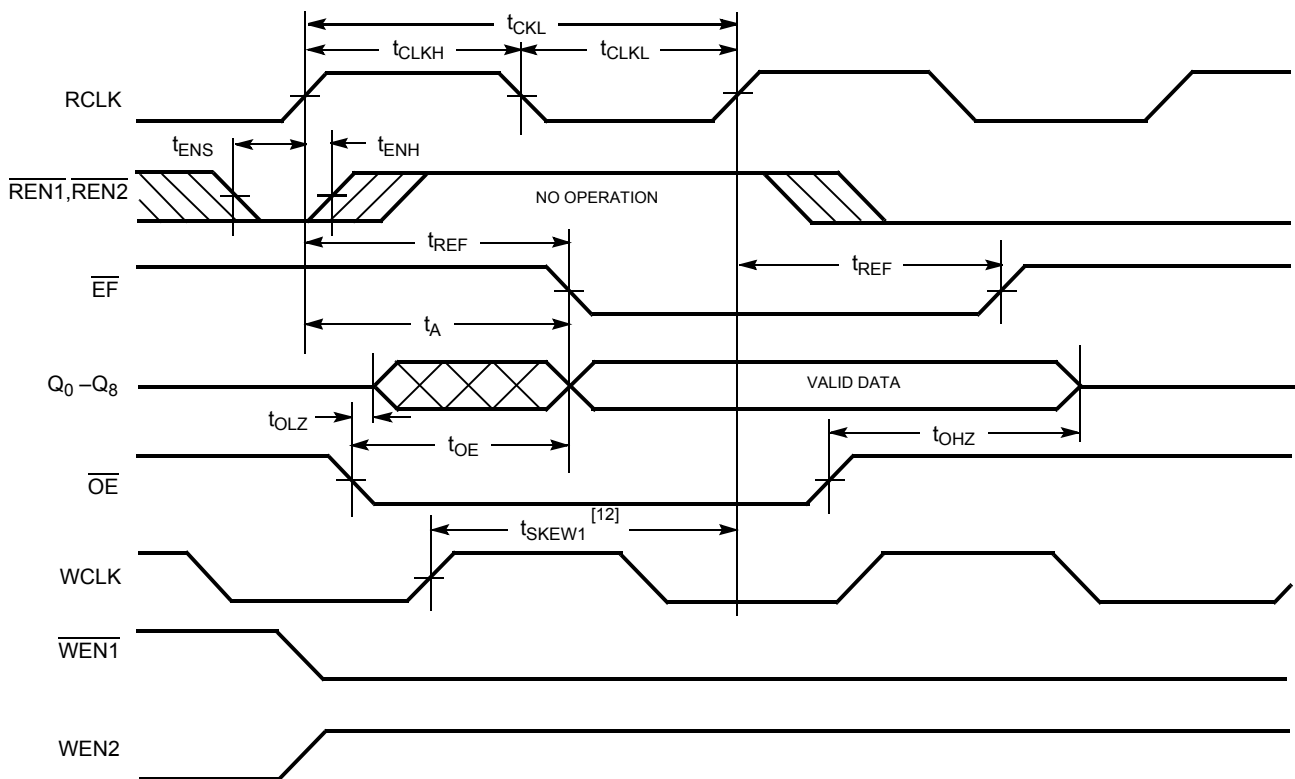 tCKL
tCLKH
tCLKL
RCLK
tENS
tENH
REN1,REN2
NO OPERATION
tREF
tREF
EF
tA
Q0 –Q8
VALID DATA
tOLZ
tOE
tOHZ
OE
tSKEW1 [12]
WCLK
WEN1
WEN2